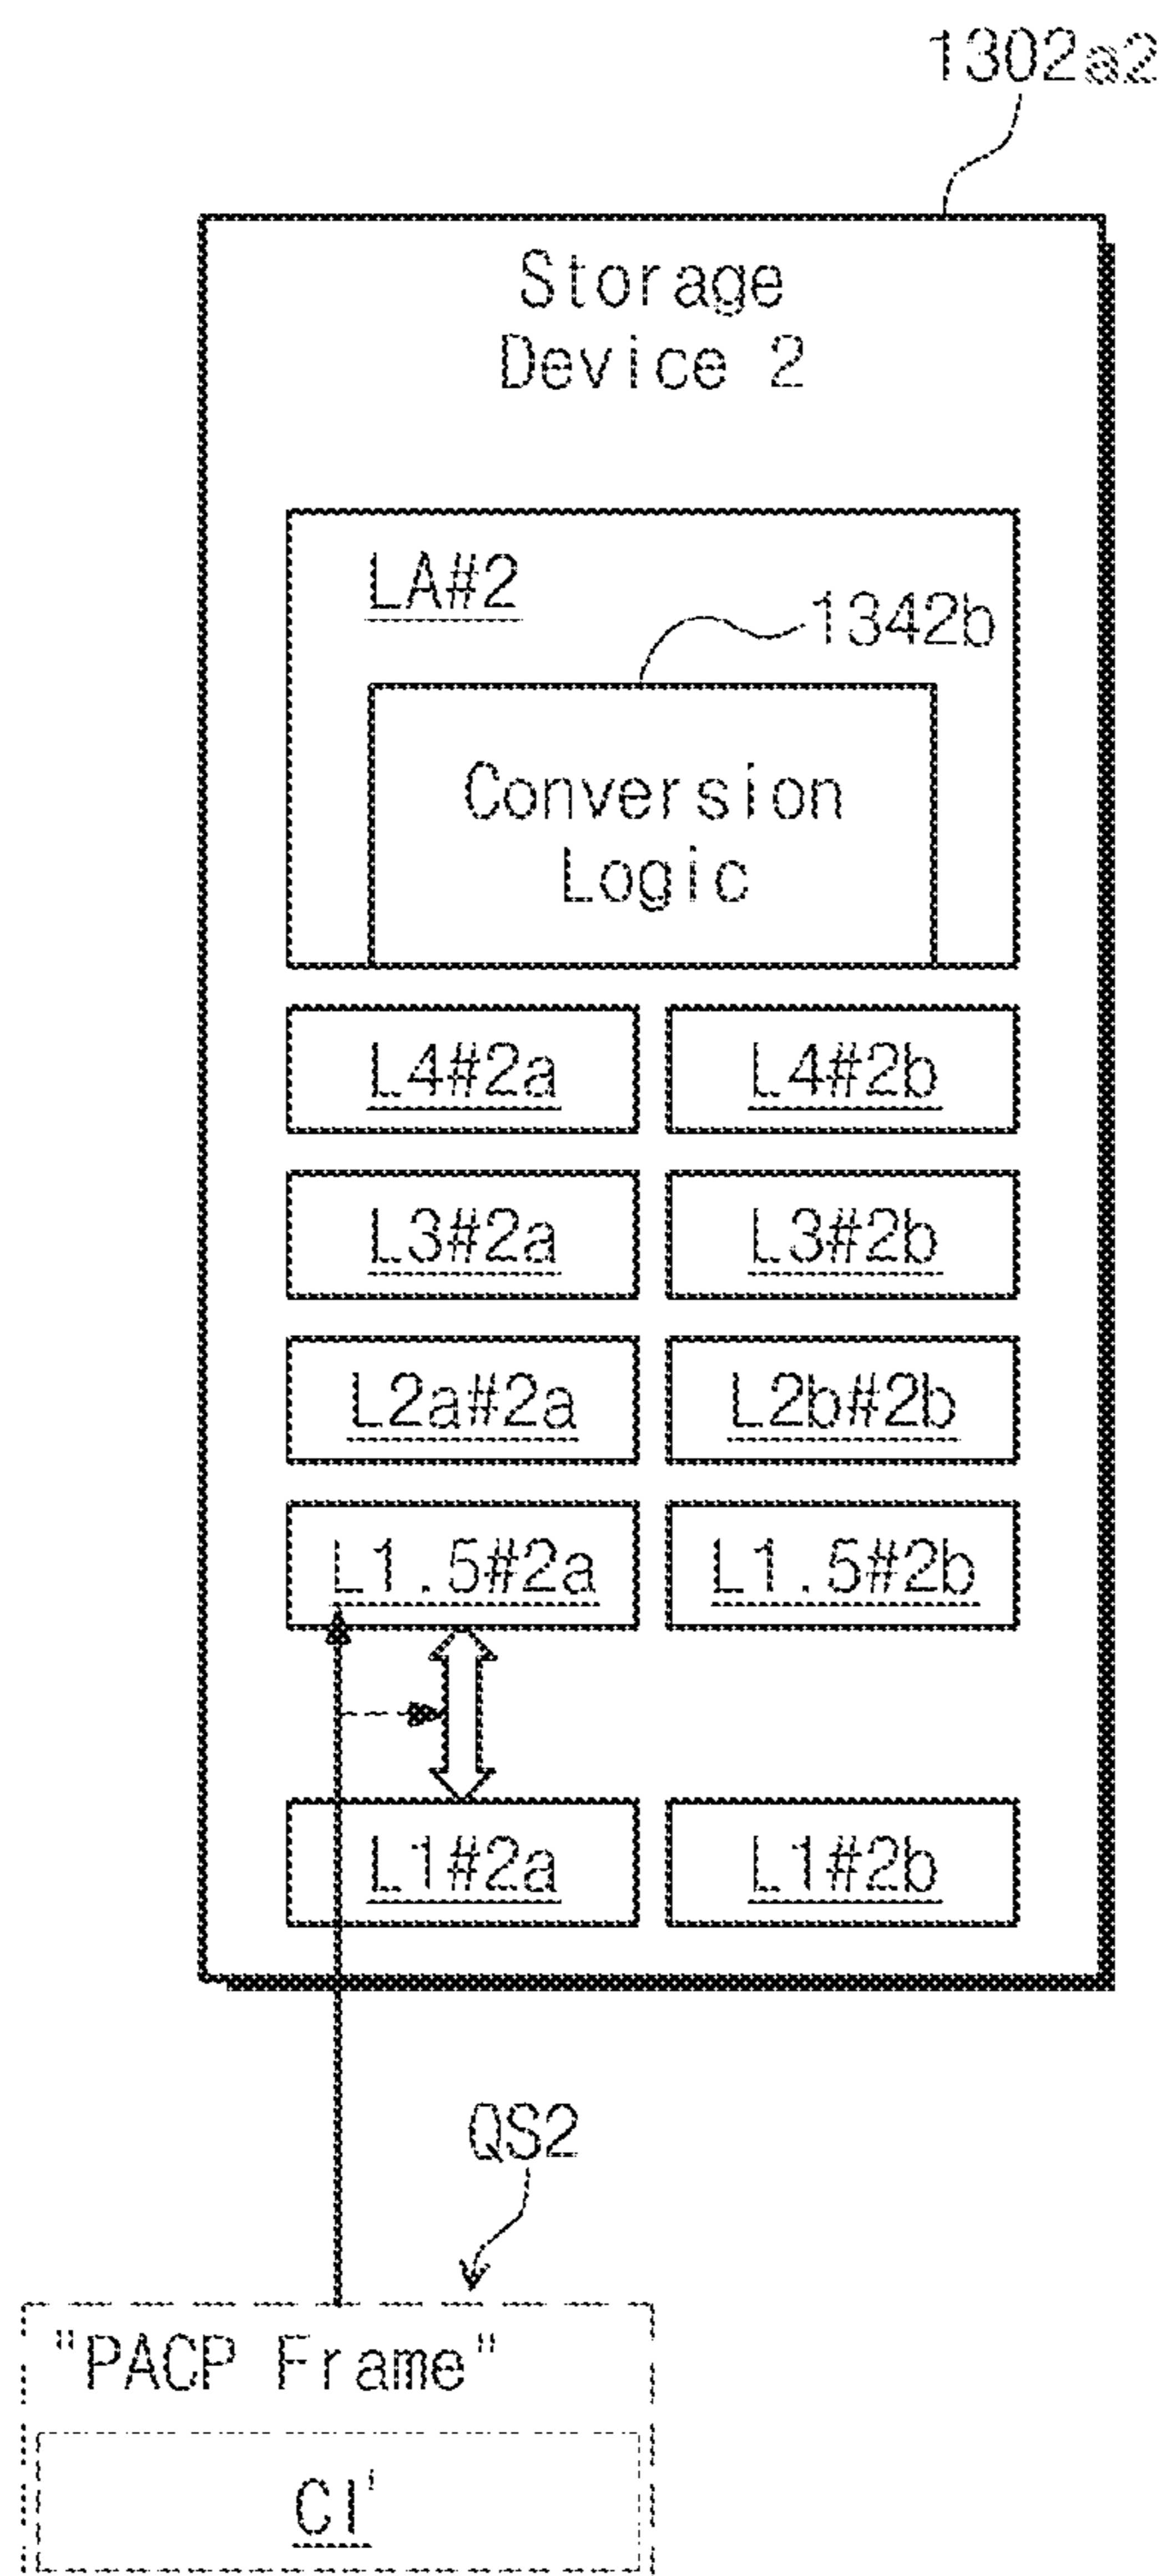 1302a2
Storage
Device 2
LA#2
1342b
Conversion
Logic
L4#2a L4#2b
L3#2a L3#2b
L2a#2a L2b#2b
L1.5#2a L1.5#2b
L1#2a L1#2b
QS2
"PACP Frame"
CI'